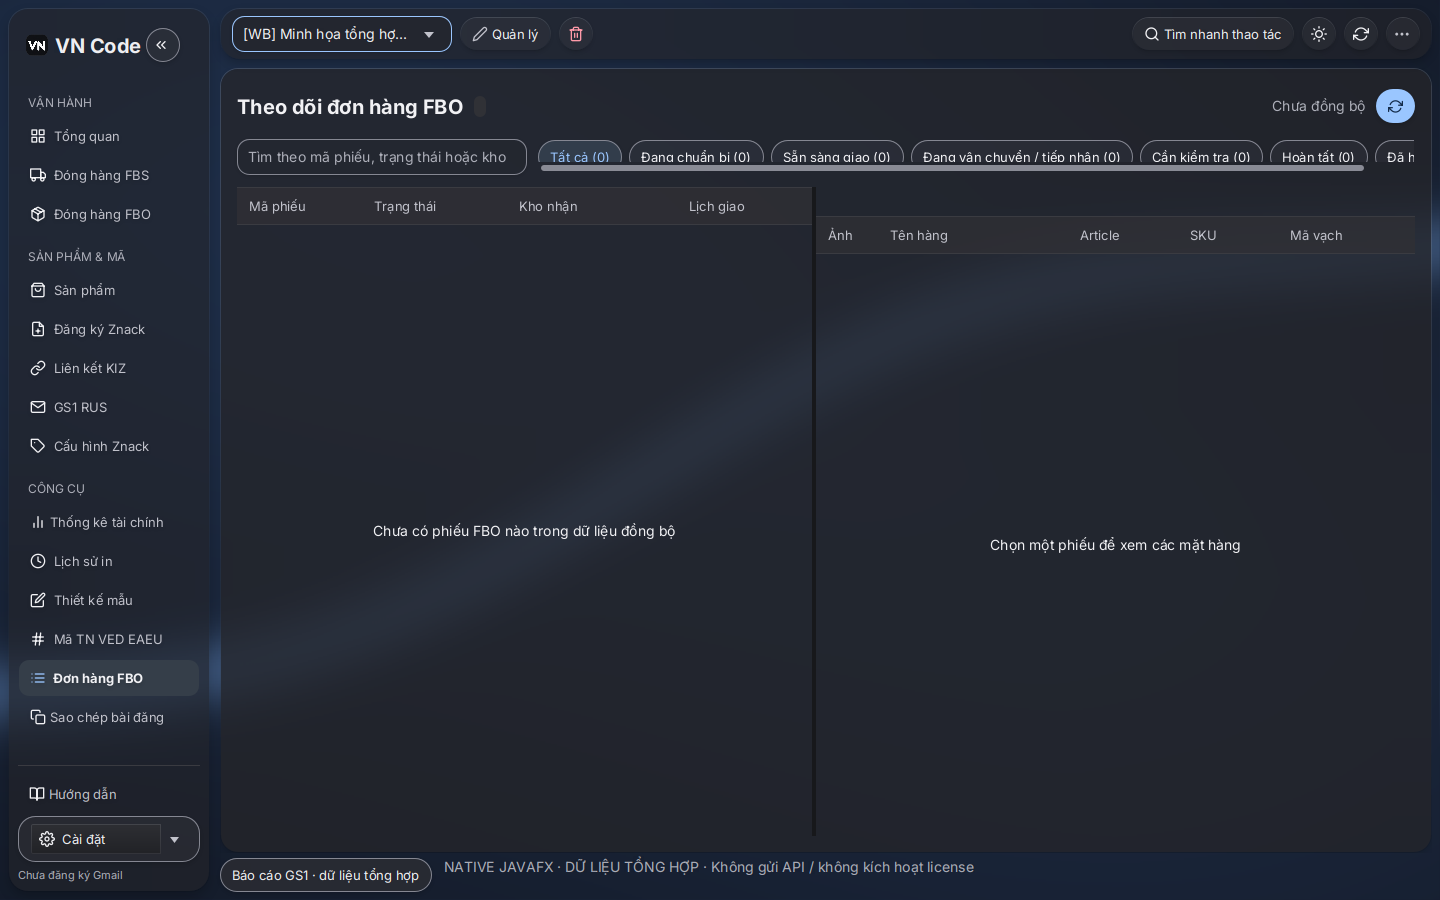 VN VN Code
VẬN HÀNH
Tổng quan
Đóng hàng FBS
Đóng hàng FBO
SẢN PHẨM & MÃ
Sản phẩm
Đăng ký Znack
Liên kết KIZ
GS1 RUS
Cấu hình Znack
CÔNG CỤ
Thống kê tài chính
Lịch sử in
Thiết kế mẫu
Mã TN VED EAEU
Đơn hàng FBO
Sao chép bài đăng
Hướng dẫn
Cài đặt
Chưa đăng ký Gmail
[WB] Minh họa tổng hợ... Quản lý Tìm nhanh thao tác
Theo dõi đơn hàng FBO Chưa đồng bộ
Tìm theo mã phiếu, trạng thái hoặc kho Tất cả (0) Đang chuẩn bị (0) Sẵn sàng giao (0) Đang vận chuyển / tiếp nhận (0) Cần kiểm tra (0) Hoàn tất (0) Đã h
Mã phiếu Trạng thái Kho nhận Lịch giao
Ảnh Tên hàng Article SKU Mã vạch
Chưa có phiếu FBO nào trong dữ liệu đồng bộ
Chọn một phiếu để xem các mặt hàng
Báo cáo GS1 · dữ liệu tổng hợp NATIVE JAVAFX · DỮ LIỆU TỔNG HỢP · Không gửi API / không kích hoạt license